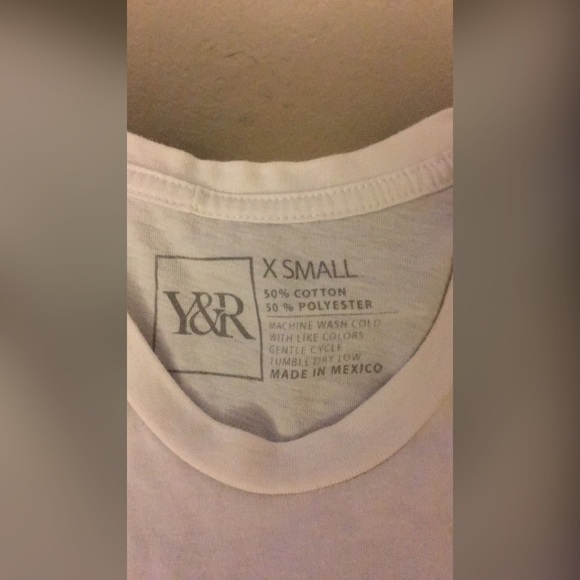 Y&R
X SMALL
50% COTTON
50 % POLYESTER
MACHINE WASH COLD
WITH LIKE COLORS
GENTLE CYCLE
TUMBLE DRY LOW
MADE IN MEXICO